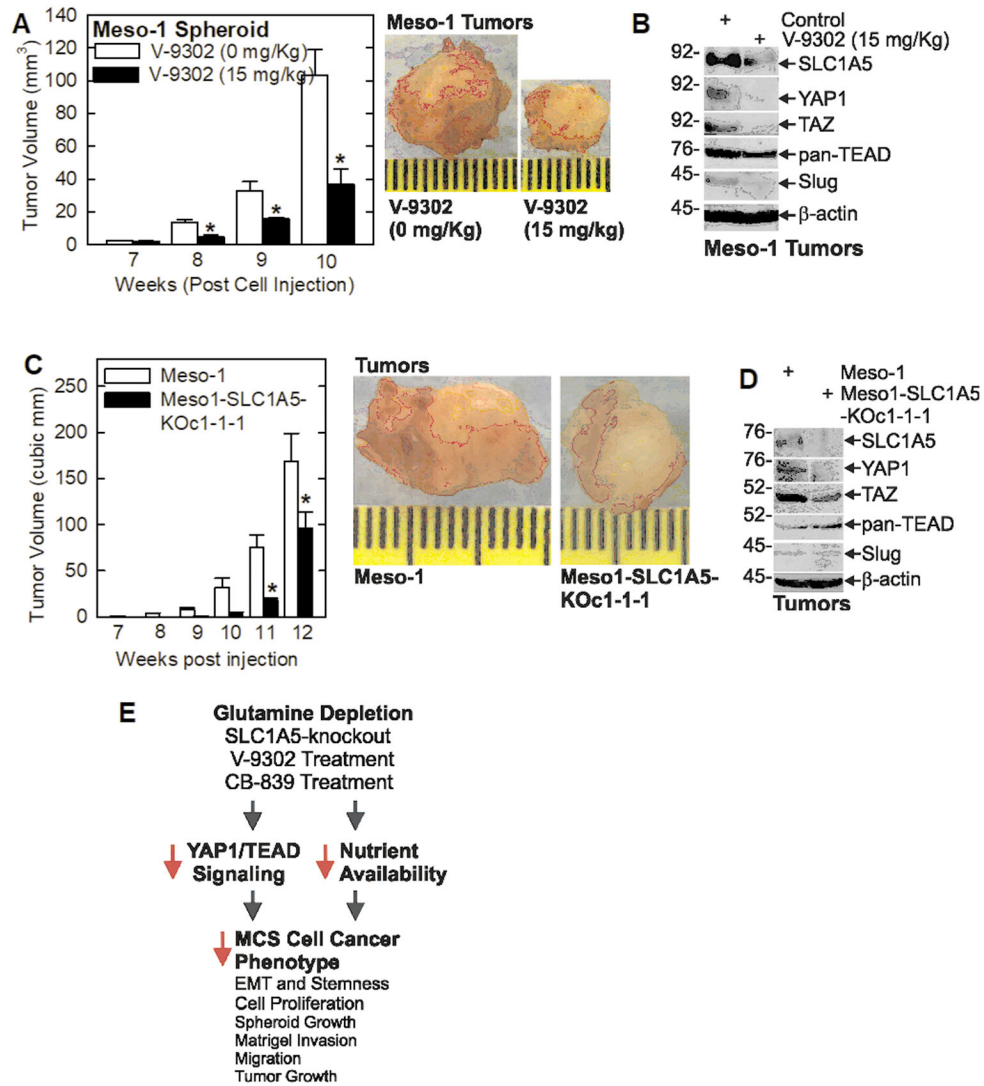 A
Meso-1 Spheroid
V-9302 (0 mg/Kg)
V-9302 (15 mg/kg)
Tumor Volume (mm3)
140
120
100
80
60
40
20
0
*
*
*
7 8 9 10
Weeks (Post Cell Injection)
Meso-1 Tumors
V-9302
(0 mg/Kg)
V-9302
(15 mg/kg)
B
+ Control
+ V-9302 (15 mg/Kg)
92- SLC1A5
92- YAP1
92- TAZ
76- pan-TEAD
45- Slug
45- β-actin
Meso-1 Tumors
C
Meso-1
Meso1-SLC1A5-
KOc1-1-1
Tumor Volume (cubic mm)
250
200
150
100
50
0
*
*
7 8 9 10 11 12
Weeks post injection
Tumors
Meso-1
Meso1-SLC1A5-
KOc1-1-1
D
+ Meso-1
+ Meso1-SLC1A5
-KOc1-1-1
76- SLC1A5
76- YAP1
52- TAZ
52- pan-TEAD
45- Slug
45- β-actin
Tumors
E
Glutamine Depletion
SLC1A5-knockout
V-9302 Treatment
CB-839 Treatment
YAP1/TEAD
Signaling
Nutrient
Availability
MCS Cell Cancer
Phenotype
EMT and Stemness
Cell Proliferation
Spheroid Growth
Matrigel Invasion
Migration
Tumor Growth